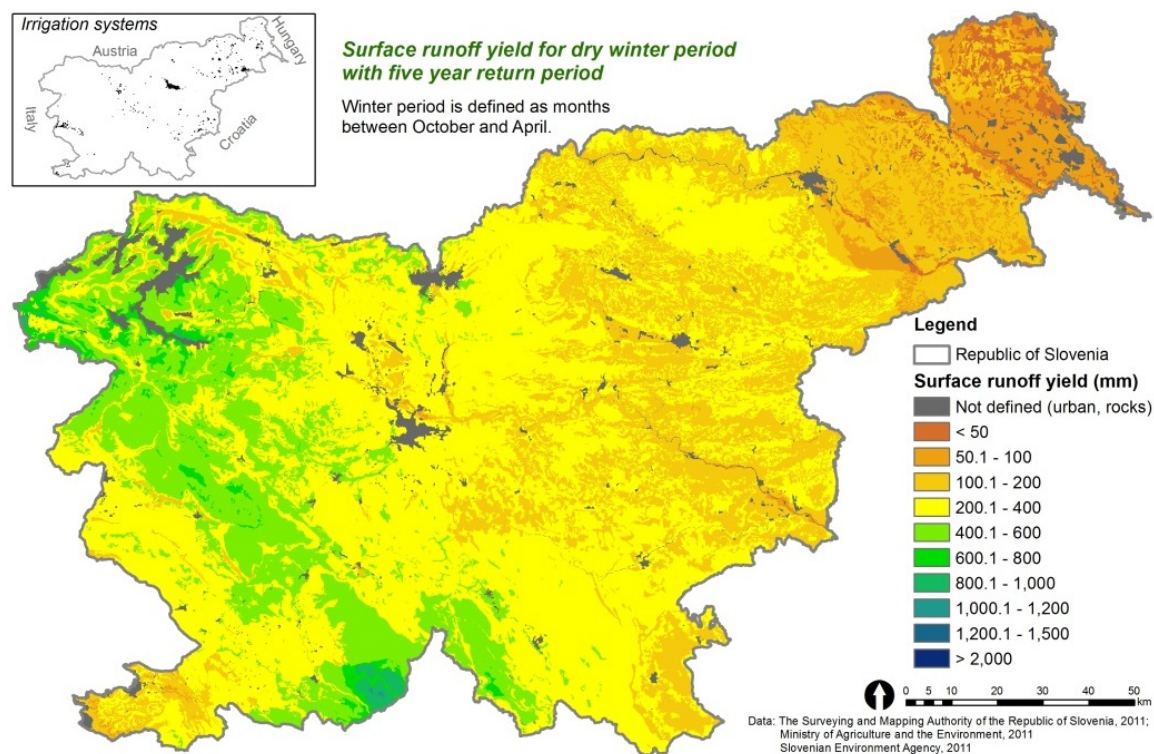 Irrigation systems
Austria
Hungary
Italy
Croatia
Surface runoff yield for dry winter period
with five year return period
Winter period is defined as months
between October and April.
Legend
Republic of Slovenia
Surface runoff yield (mm)
Not defined (urban, rocks)
< 50
50.1 - 100
100.1 - 200
200.1 - 400
400.1 - 600
600.1 - 800
800.1 - 1,000
1,000.1 - 1,200
1,200.1 - 1,500
> 2,000
0 5 10 20 30 40 50
km
Data: The Surveying and Mapping Authority of the Republic of Slovenia, 2011;
Ministry of Agriculture and the Environment, 2011
Slovenian Environment Agency, 2011